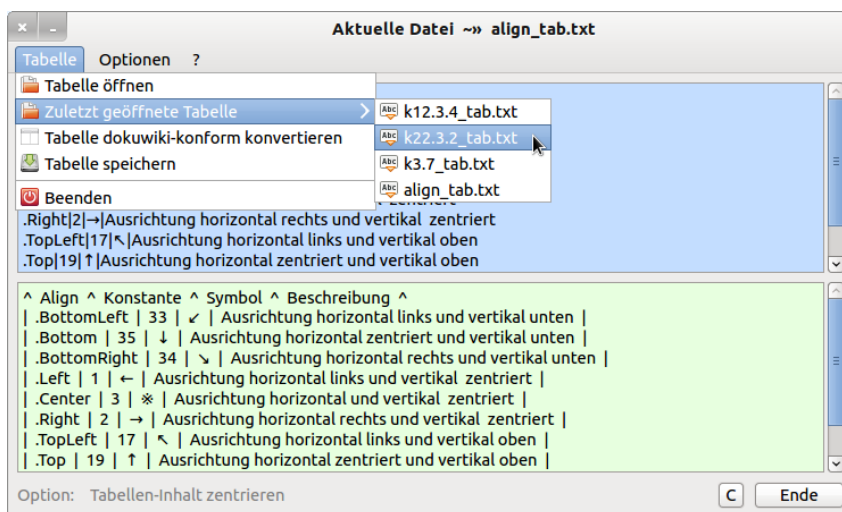 Aktuelle Datei ~» align_tab.txt
Tabelle Optionen ?
Tabelle öffnen
Zuletzt geöffnete Tabelle
Tabelle dokuwiki-konform konvertieren
Tabelle speichern
Beenden
Abc k12.3.4_tab.txt
Abc k22.3.2_tab.txt
Abc k3.7_tab.txt
Abc align_tab.txt
.Right|2|→|Ausrichtung horizontal rechts und vertikal zentriert
.TopLeft|17|↖|Ausrichtung horizontal links und vertikal oben
.Top|19|↑|Ausrichtung horizontal zentriert und vertikal oben
^ Align ^ Konstante ^ Symbol ^ Beschreibung ^
| .BottomLeft | 33 | ↙ | Ausrichtung horizontal links und vertikal unten |
| .Bottom | 35 | ↓ | Ausrichtung horizontal zentriert und vertikal unten |
| .BottomRight | 34 | ↘ | Ausrichtung horizontal rechts und vertikal unten |
| .Left | 1 | ← | Ausrichtung horizontal links und vertikal zentriert |
| .Center | 3 | ※ | Ausrichtung horizontal zentriert und vertikal zentriert |
| .Right | 2 | → | Ausrichtung horizontal rechts und vertikal zentriert |
| .TopLeft | 17 | ↖ | Ausrichtung horizontal links und vertikal oben |
| .Top | 19 | ↑ | Ausrichtung horizontal zentriert und vertikal oben |
Option: Tabellen-Inhalt zentrieren
C Ende